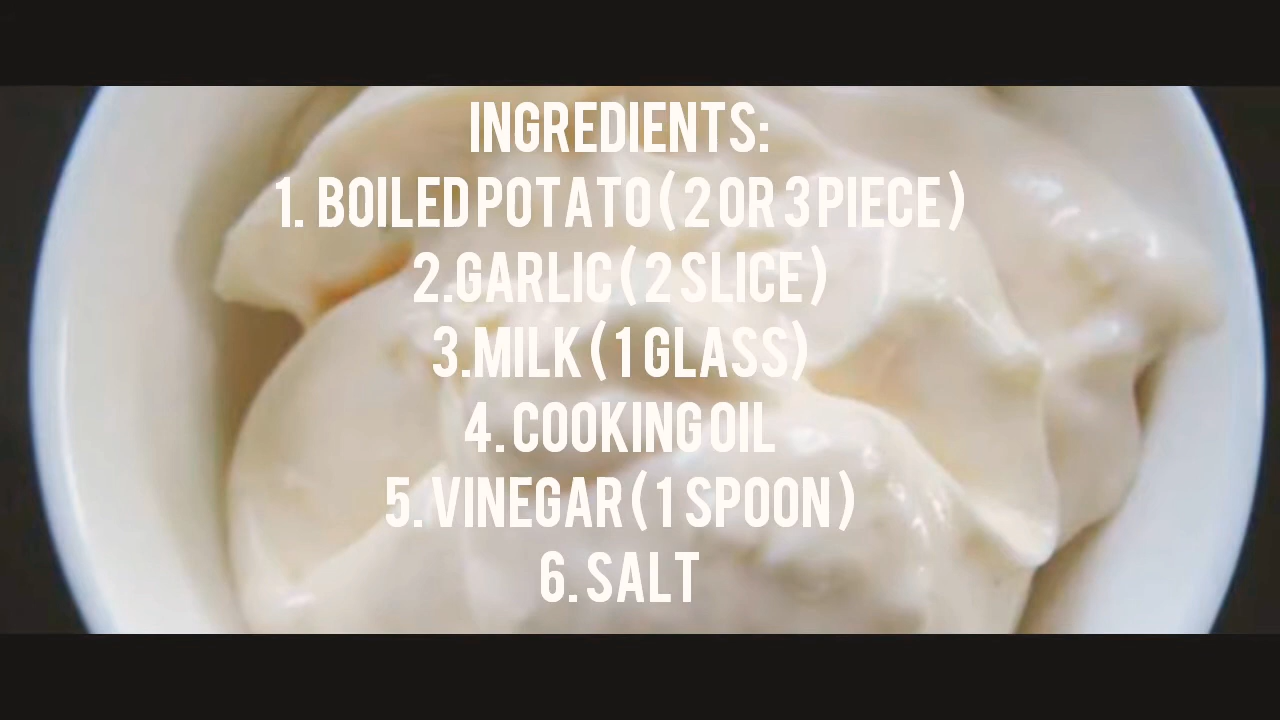 INGREDIENTS:
1. BOILED POTATO ( 2 OR 3 PIECE )
2.GARLIC ( 2 SLICE )
3.MILK ( 1 GLASS)
4. COOKING OIL
5. VINEGAR ( 1 SPOON )
6. SALT